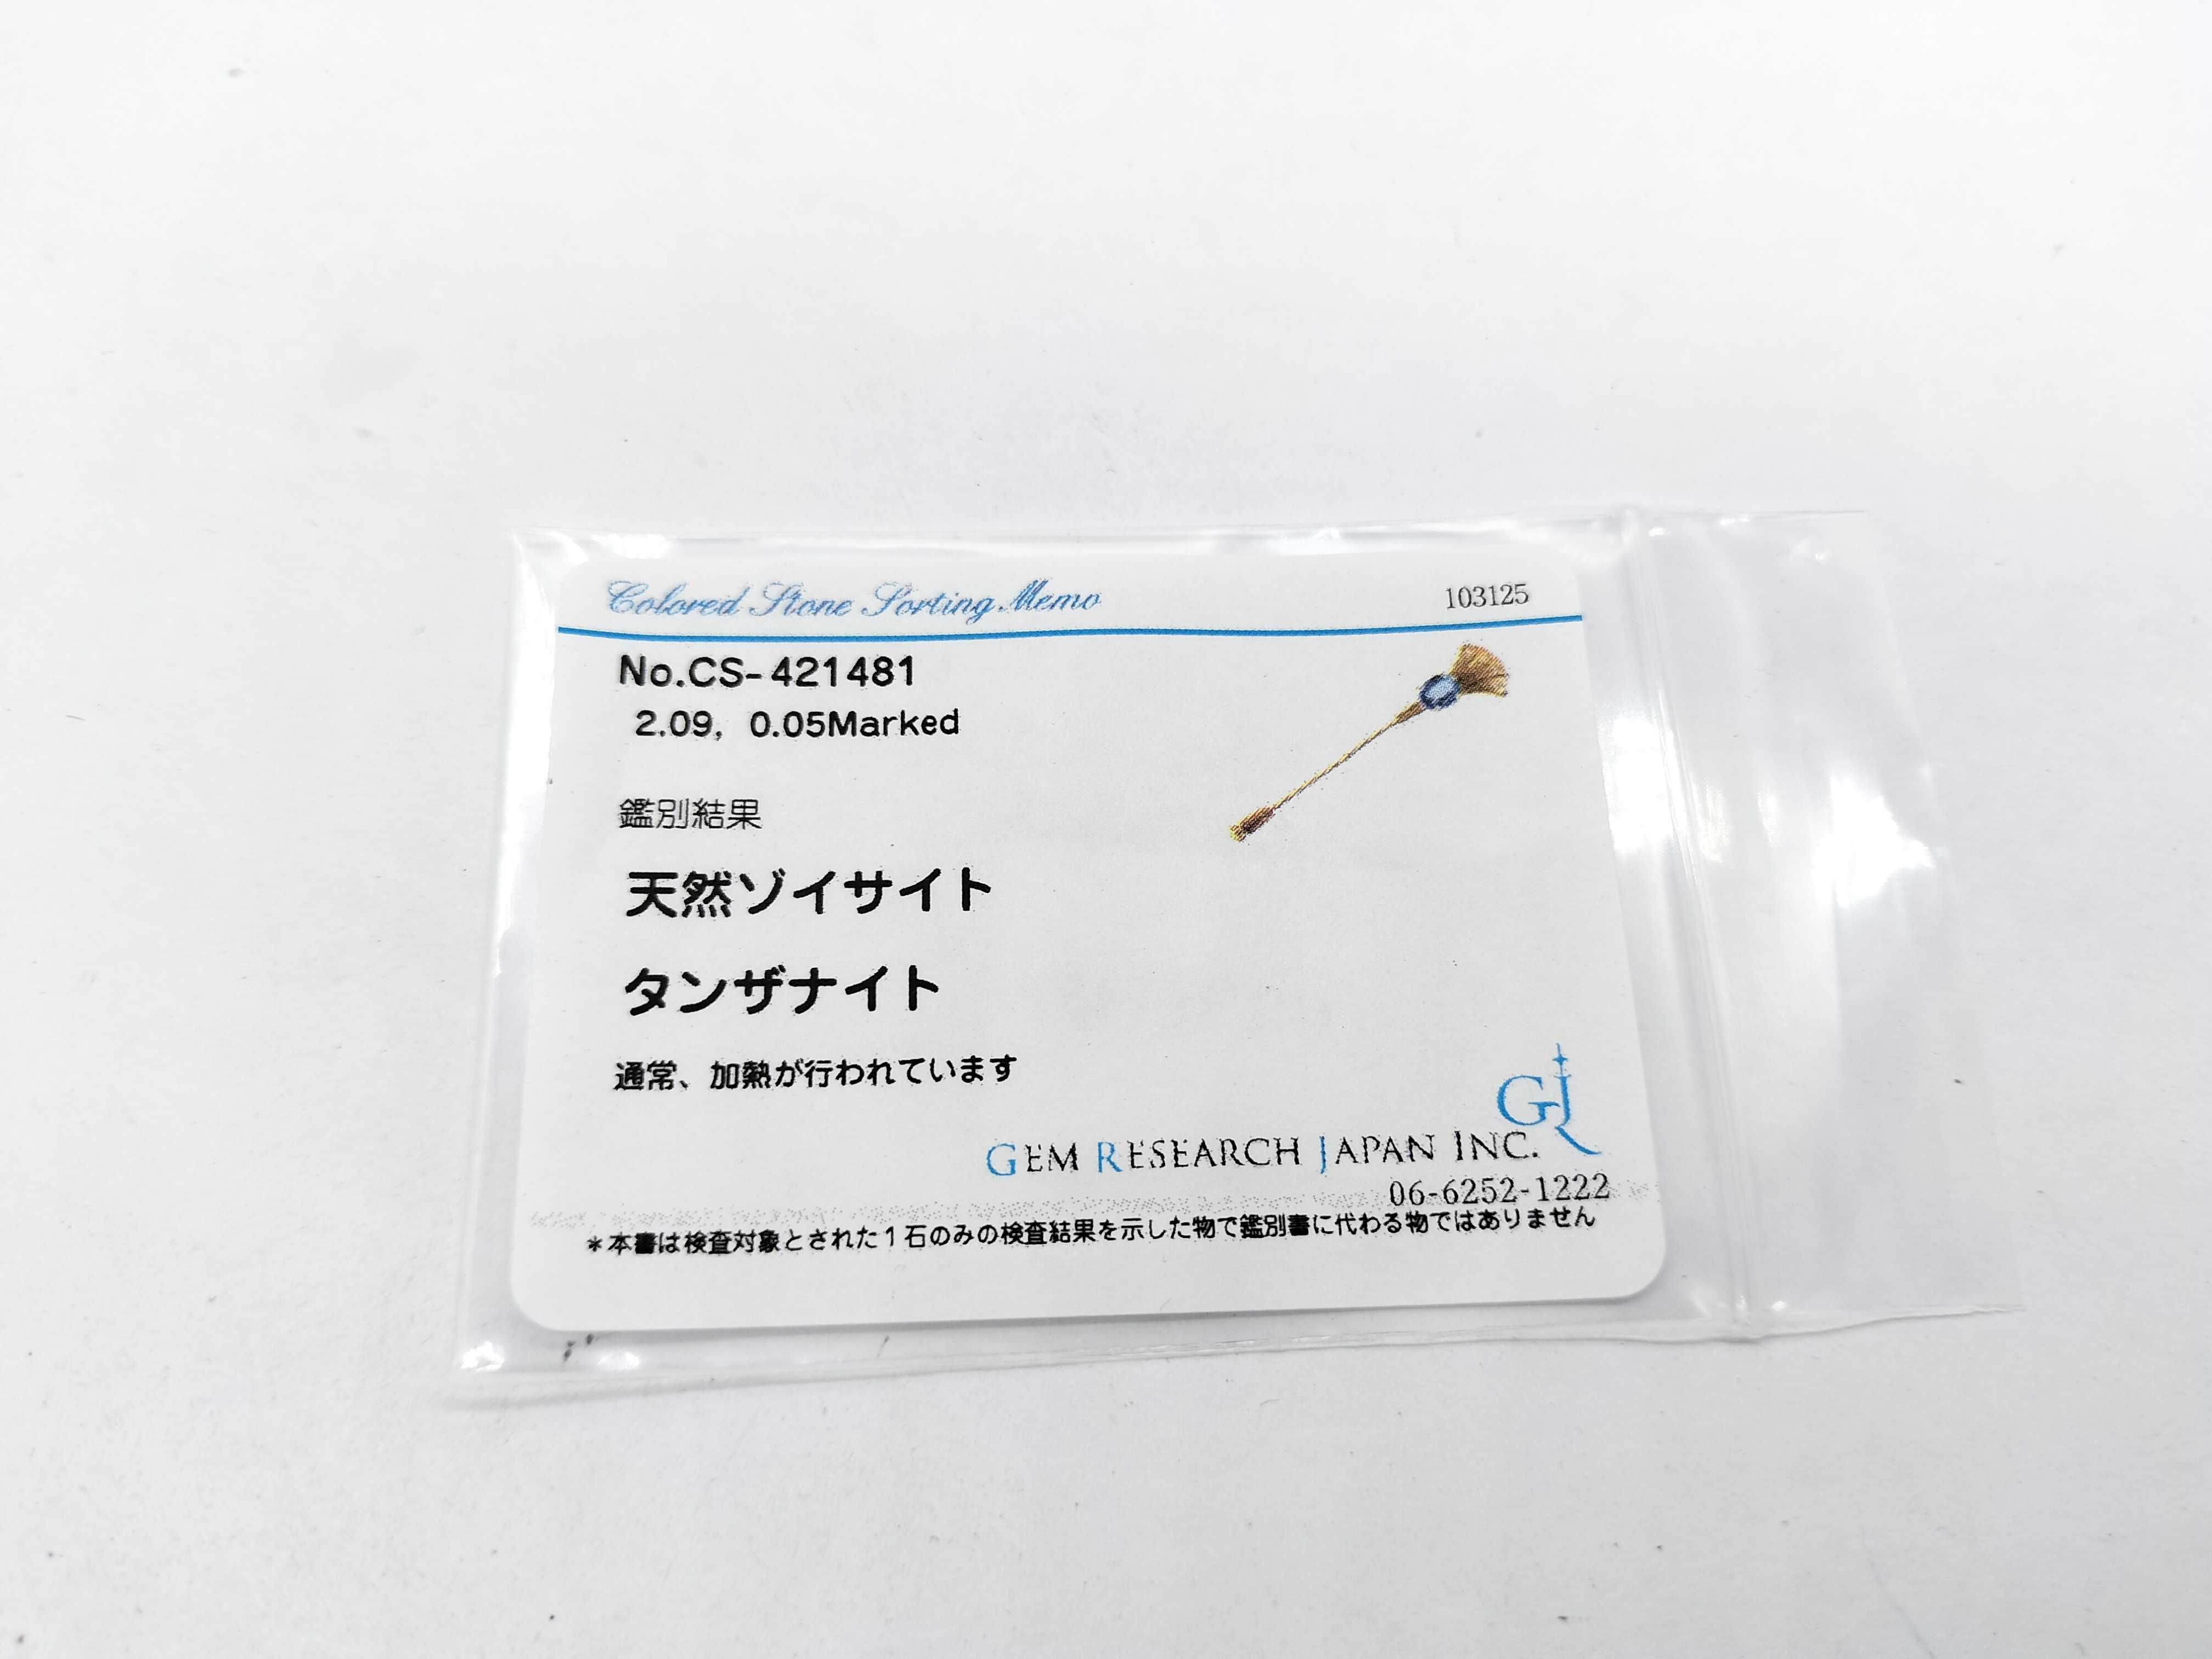 Colored Stone Sorting Memo
103125
No.CS-421481
2.09, 0.05Marked
鑑別結果
天然ゾイサイト
タンザナイト
通常、加熱が行われています
GJR
GEM RESEARCH JAPAN INC.
06-6252-1222
*本書は検査対象とされた1石のみの検査結果を示した物で鑑別書に代わる物ではありません